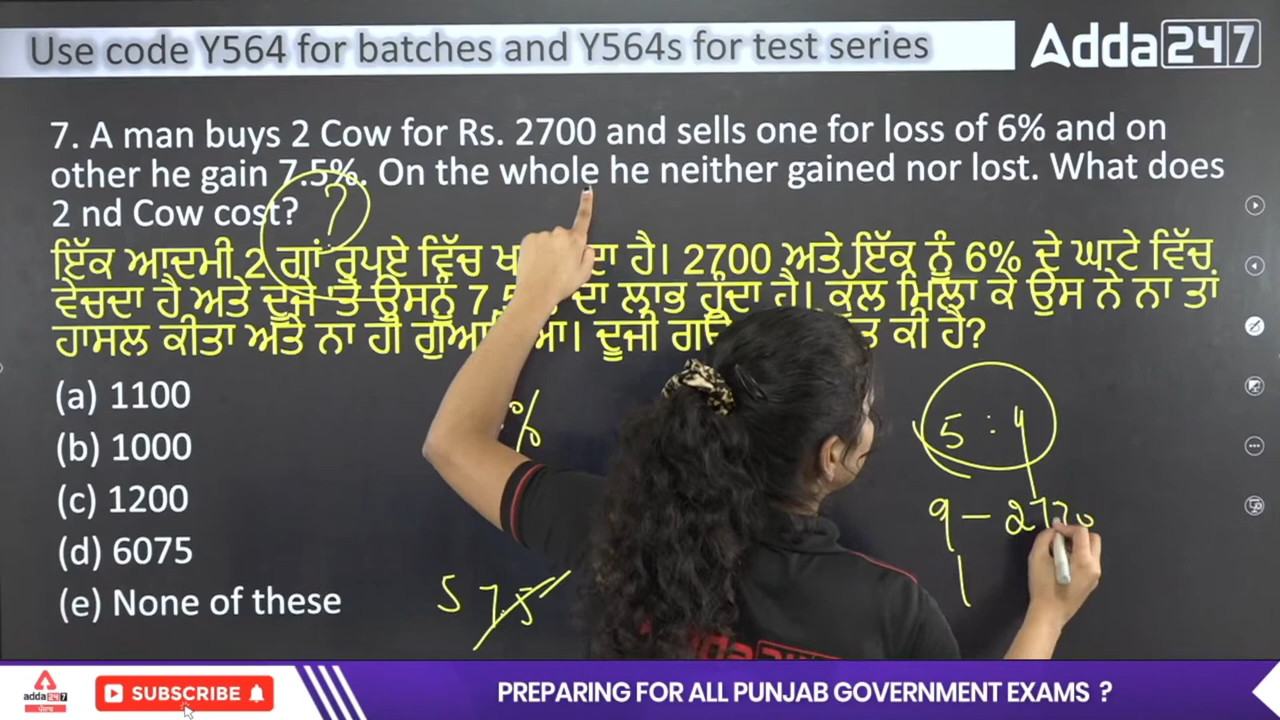 Use code Y564 for batches and Y564s for test series
Adda247
7. A man buys 2 Cow for Rs. 2700 and sells one for loss of 6% and on
other he gain 7.5%. On the whole he neither gained nor lost. What does
2 nd Cow cost?
?
ਇੱਕ ਆਦਮੀ 2 ਗਾਂ ਰੁਪਏ ਵਿੱਚ ਹੈ। 2700 ਅਤੇ ਇੱਕ ਨੂੰ 6% ਦੇ ਘਾਟੇ ਵਿੱਚ
ਵੇਚਦਾ ਹੈ ਅਤੇ ਦੂਜੇ 'ਤੇ ਉਸਨੂੰ ਦਾ ਲਾਭ ਹੁੰਦਾ ਹੈ। ਕੁੱਲ ਮਿਲਾ ਕੇ ਉਸ ਨੇ ਨਾ ਤਾਂ
ਹਾਸਲ ਕੀਤਾ ਅਤੇ ਨਾ ਹੀ ਦੂਜੀ ਕੀ ਹੈ?
(a) 1100
(b) 1000
(c) 1200
(d) 6075
(e) None of these
%
5 7.5
5 : 4
9 - 2700
1
adda247
ਪੰਜਾਬ
SUBSCRIBE
PREPARING FOR ALL PUNJAB GOVERNMENT EXAMS ?